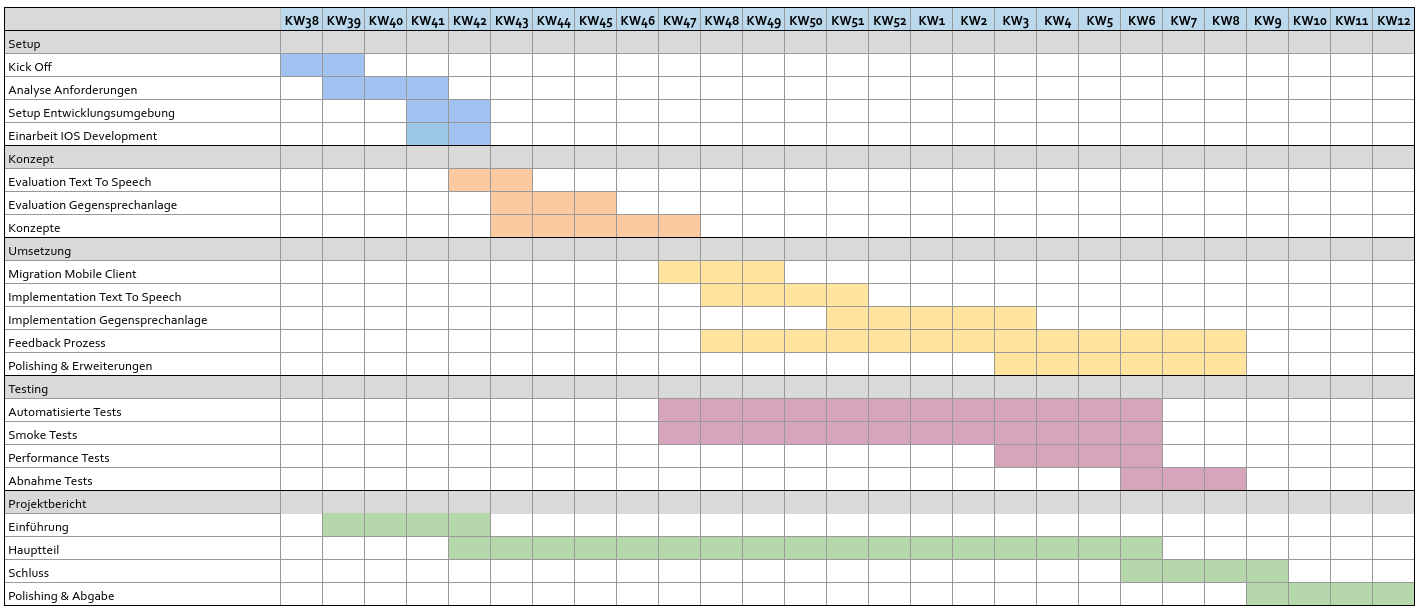 KW38 KW39 KW40 KW41 KW42 KW43 KW44 KW45 KW46 KW47 KW48 KW49 KW50 KW51 KW52 KW1 KW2 KW3 KW4 KW5 KW6 KW7 KW8 KW9 KW10 KW11 KW12
Setup
Kick Off
Analyse Anforderungen
Setup Entwicklungsumgebung
Einarbeit IOS Development
Konzept
Evaluation Text To Speech
Evaluation Gegensprechanlage
Konzepte
Umsetzung
Migration Mobile Client
Implementation Text To Speech
Implementation Gegensprechanlage
Feedback Prozess
Polishing & Erweiterungen
Testing
Automatisierte Tests
Smoke Tests
Performance Tests
Abnahme Tests
Projektbericht
Einführung
Hauptteil
Schluss
Polishing & Abgabe